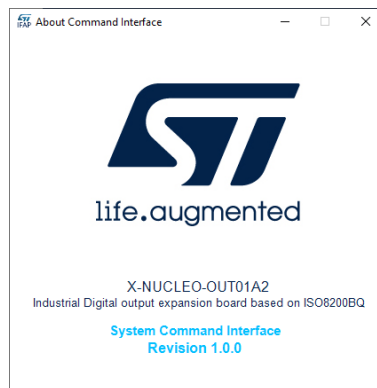 IFAP
About Command Interface
ST
life.augmented
X-NUCLEO-OUT01A2
Industrial Digital output expansion board based on ISO8200BQ
System Command Interface
Revision 1.0.0